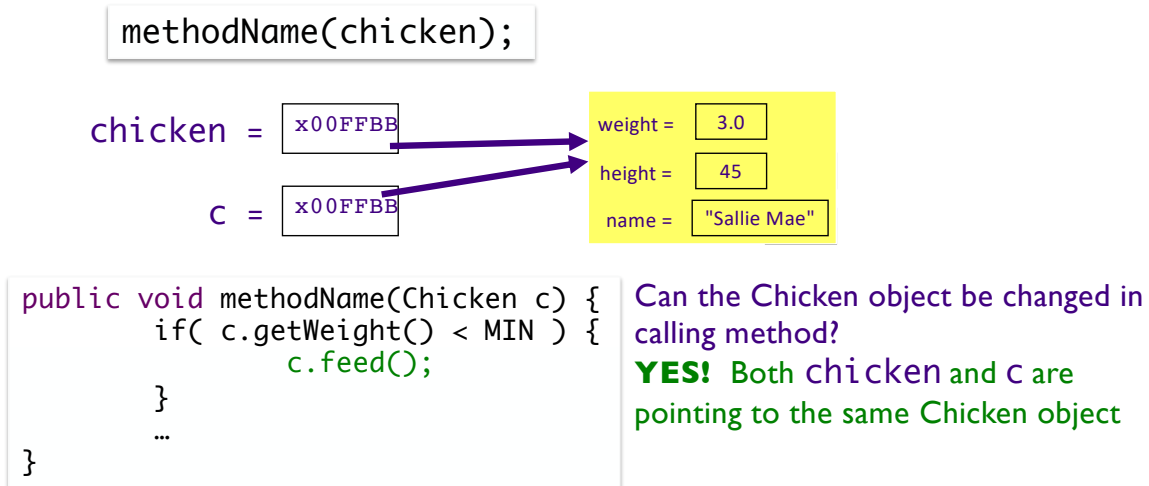 methodName(chicken);
chicken = x00FFBB
c = x00FFBB
weight = 3.0
height = 45
name = "Sallie Mae"
public void methodName(Chicken c) {
if( c.getWeight() < MIN ) {
c.feed();
}
…
}
Can the Chicken object be changed in
calling method?
YES! Both chicken and c are
pointing to the same Chicken object